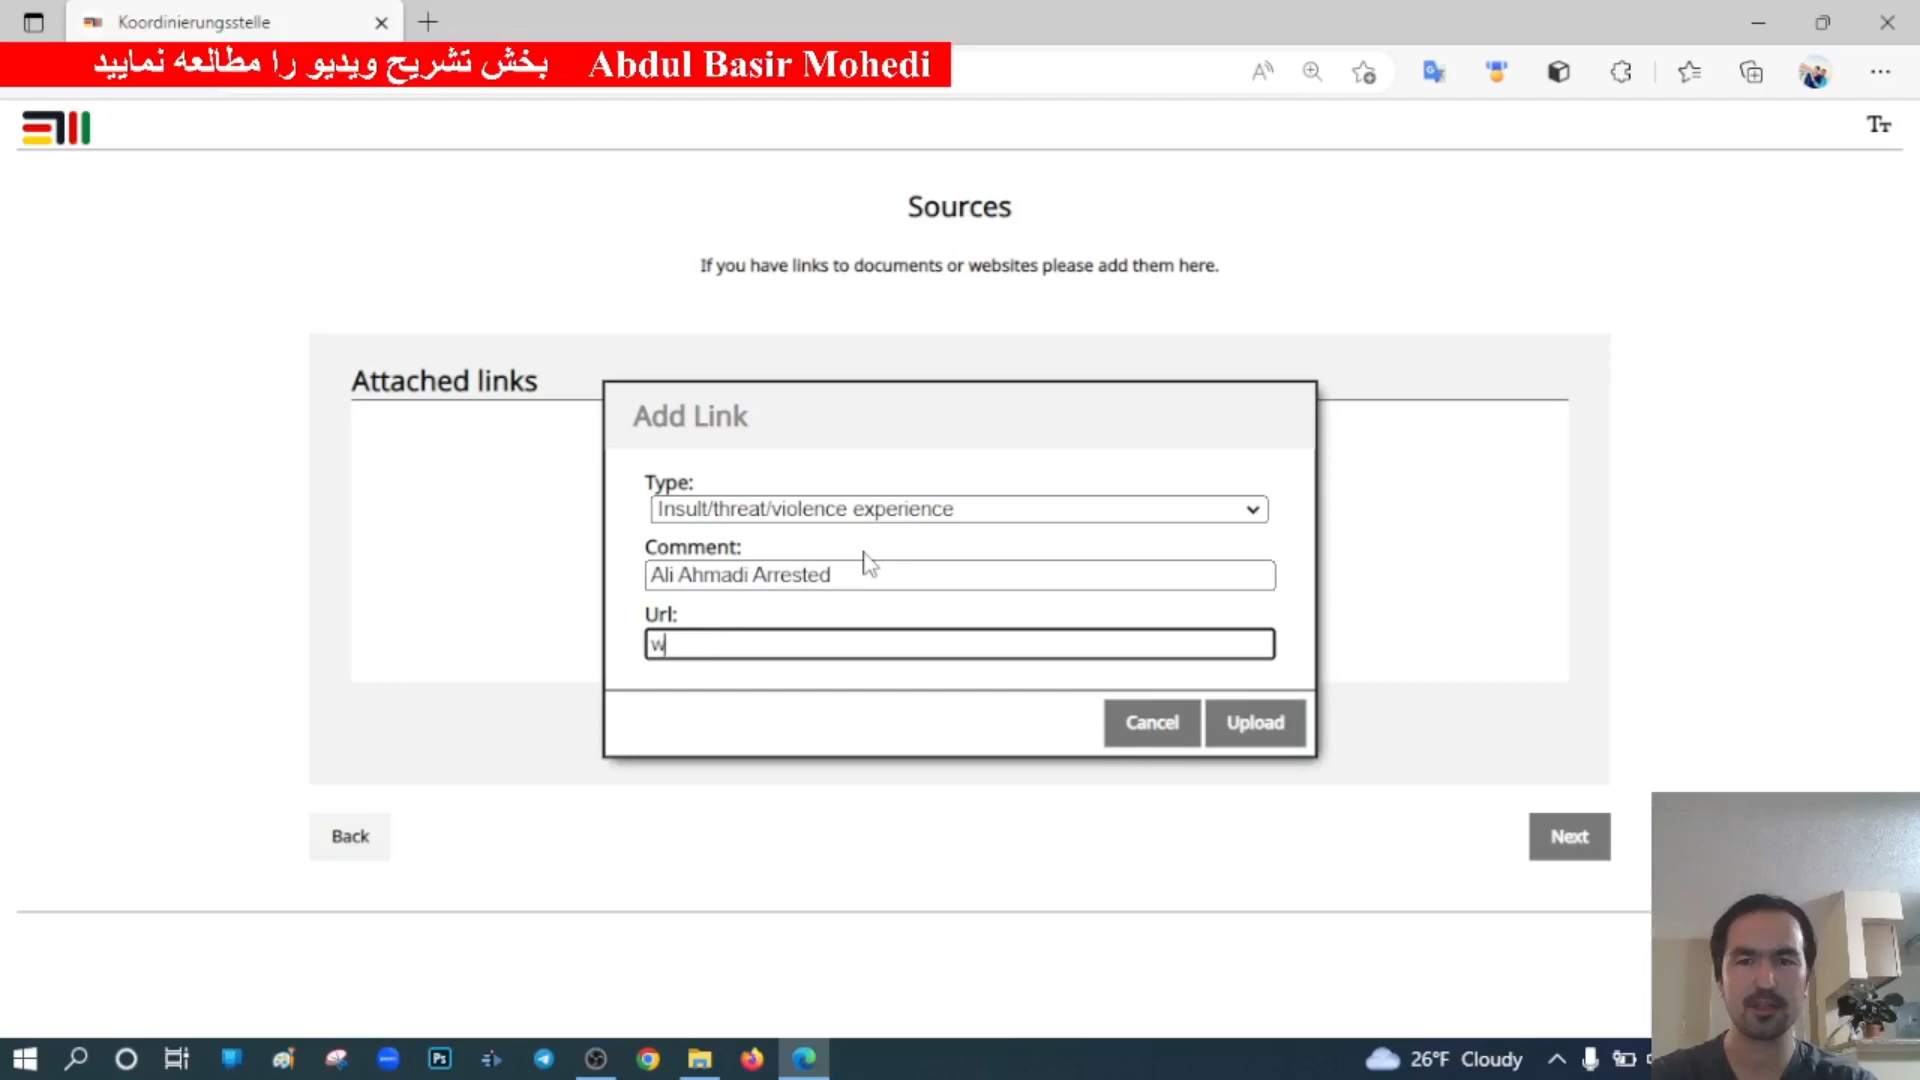 Koordinierungsstelle
بخش تشریح ویدیو را مطالعه نمایید Abdul Basir Mohedi
Sources
If you have links to documents or websites please add them here.
Attached links
Add Link
Type:
Insult/threat/violence experience
Comment:
Ali Ahmadi Arrested
Url:
w
Cancel
Upload
Back
Next
26°F Cloudy